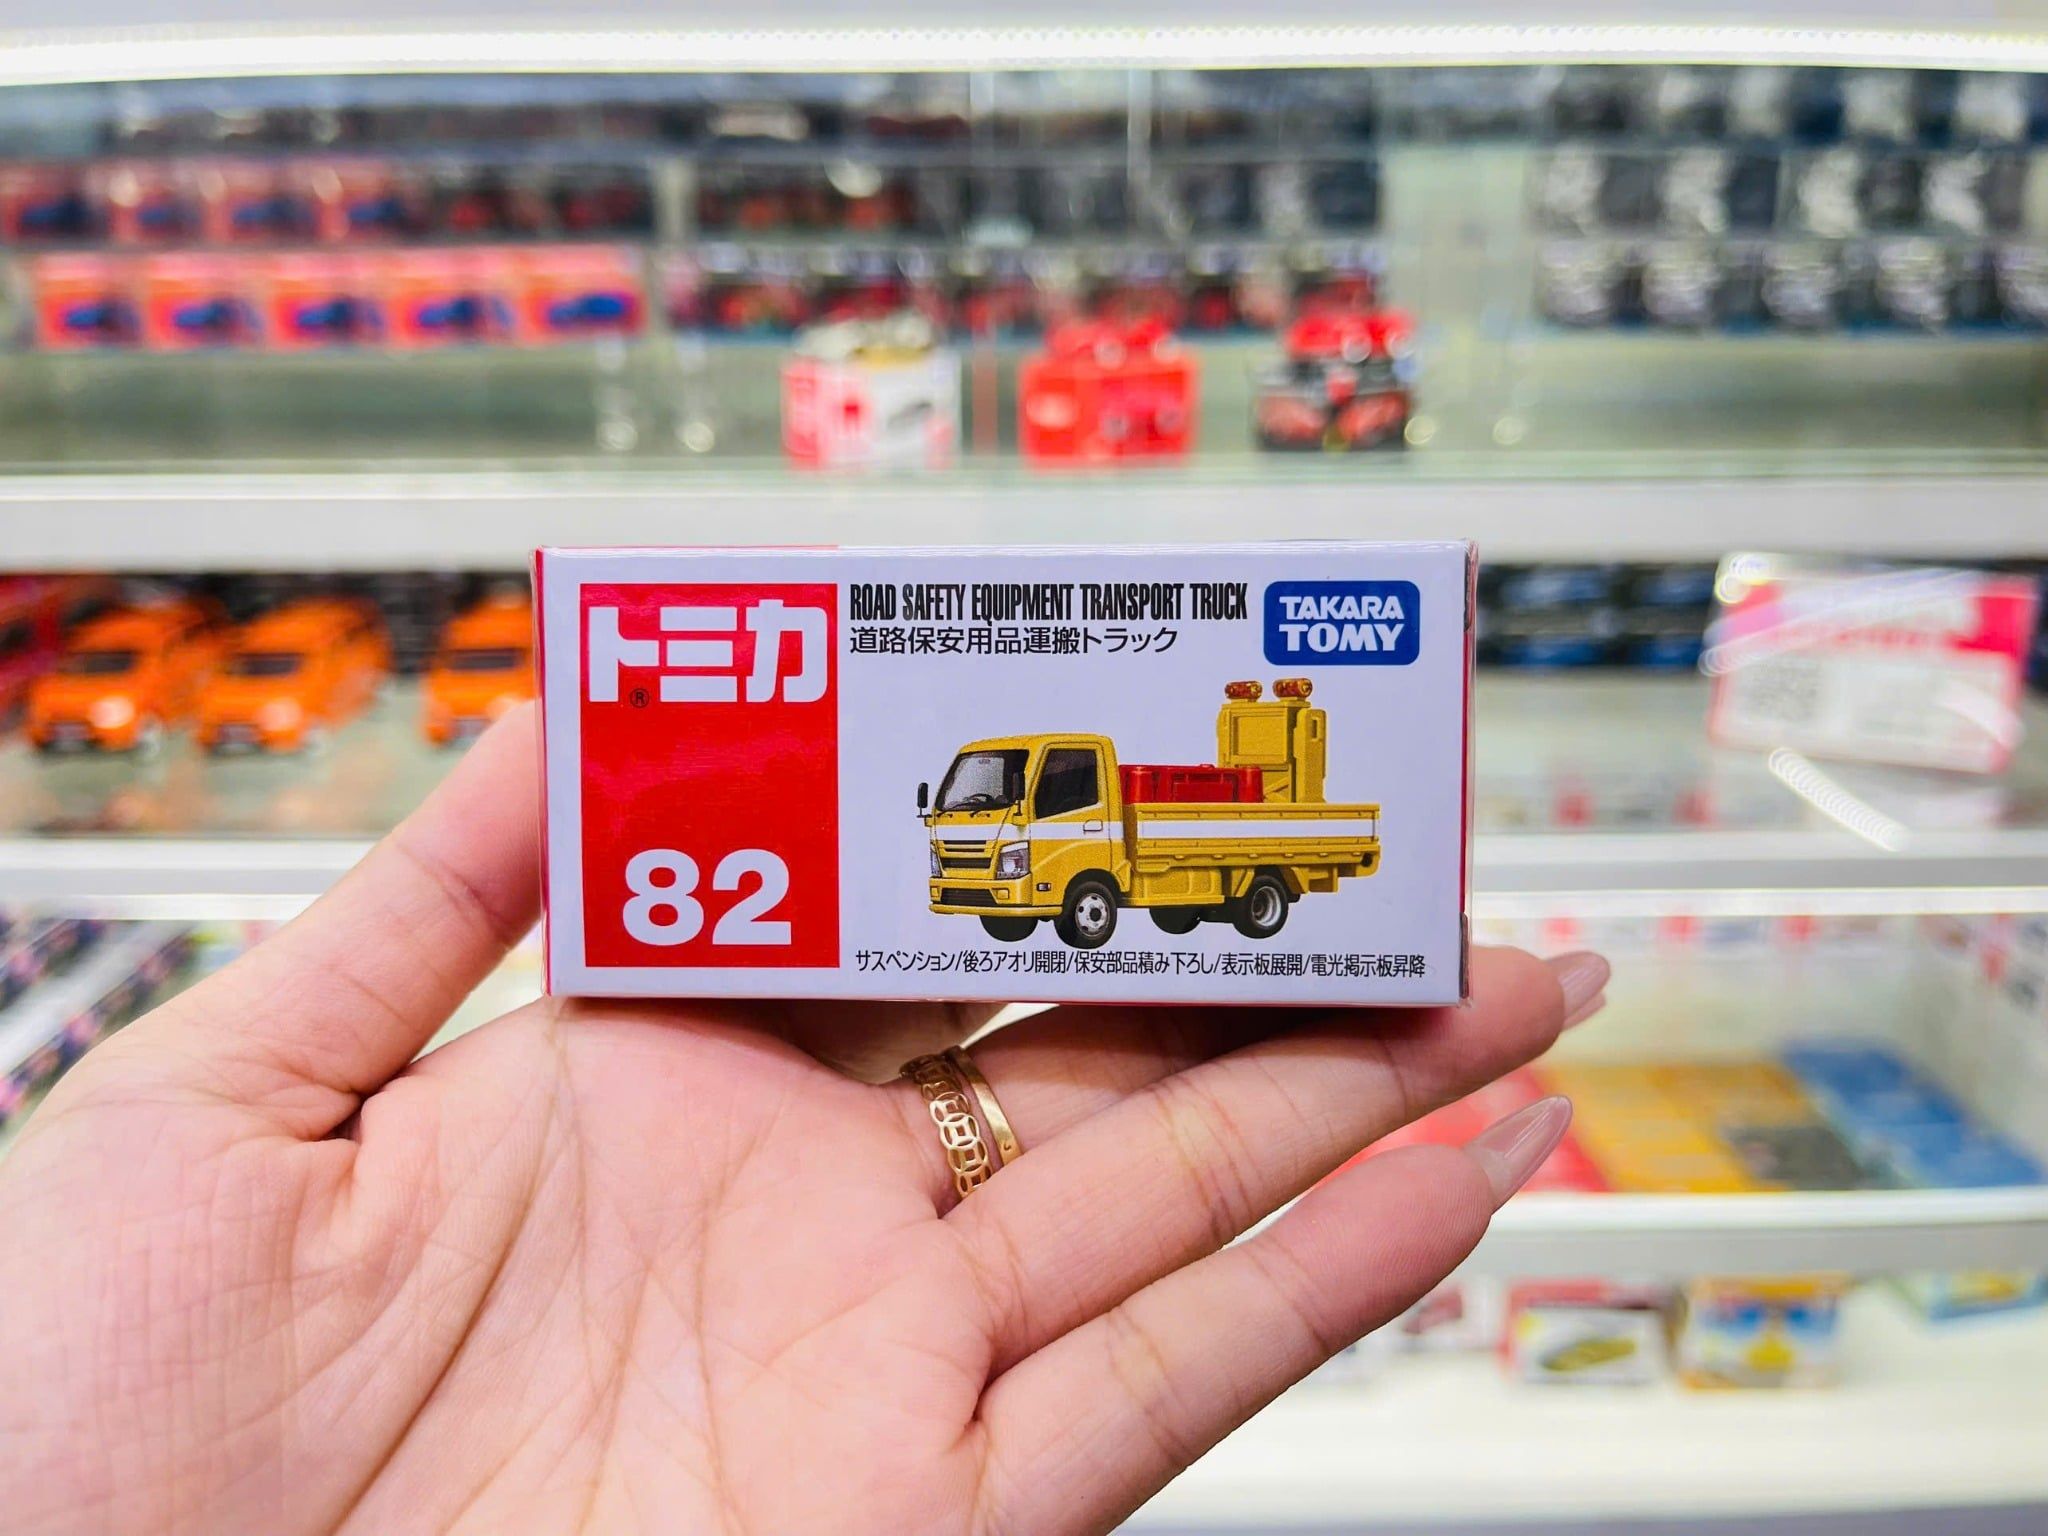 トミカ
®
82
ROAD SAFETY EQUIPMENT TRANSPORT TRUCK
道路保安用品運搬トラック
TAKARA
TOMY
サスペンション/後ろアオリ開閉/保安部品積み下ろし/表示板展開/電光掲示板昇降